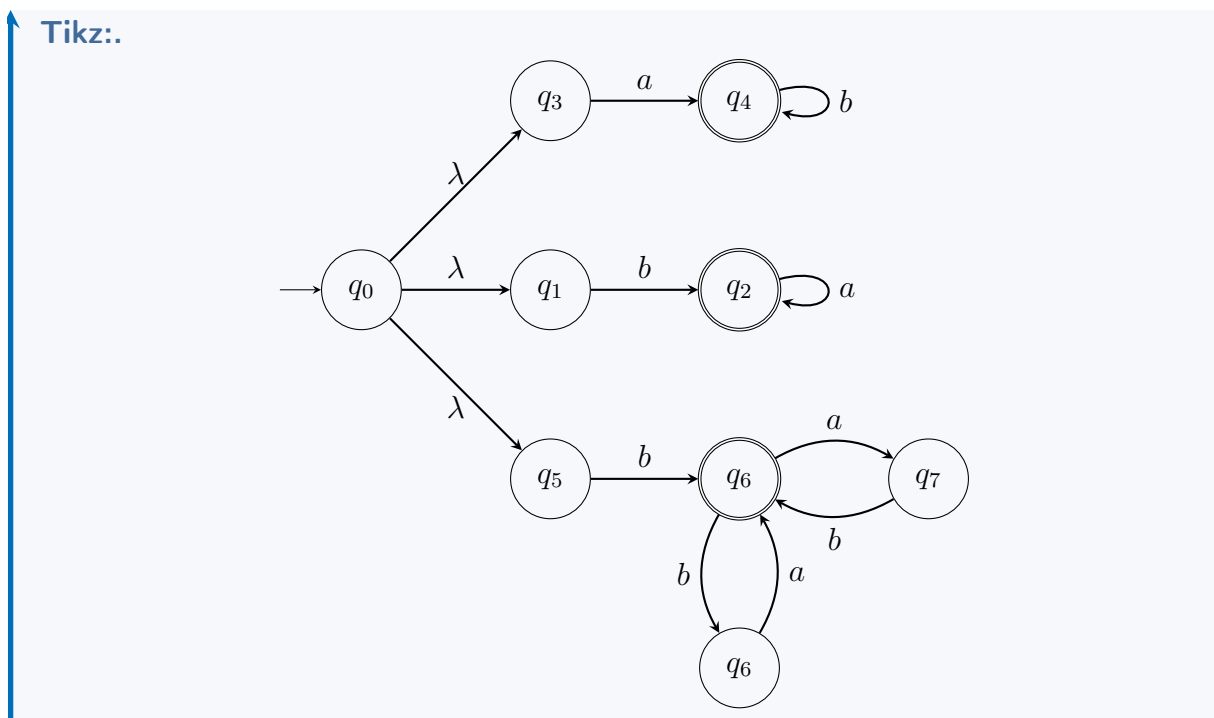 Tikz:.
q₃ a q₄ b
λ
q₀ λ q₁ b q₂ a
λ
a
q₅ b q₆ q₇
b
b a
q₆